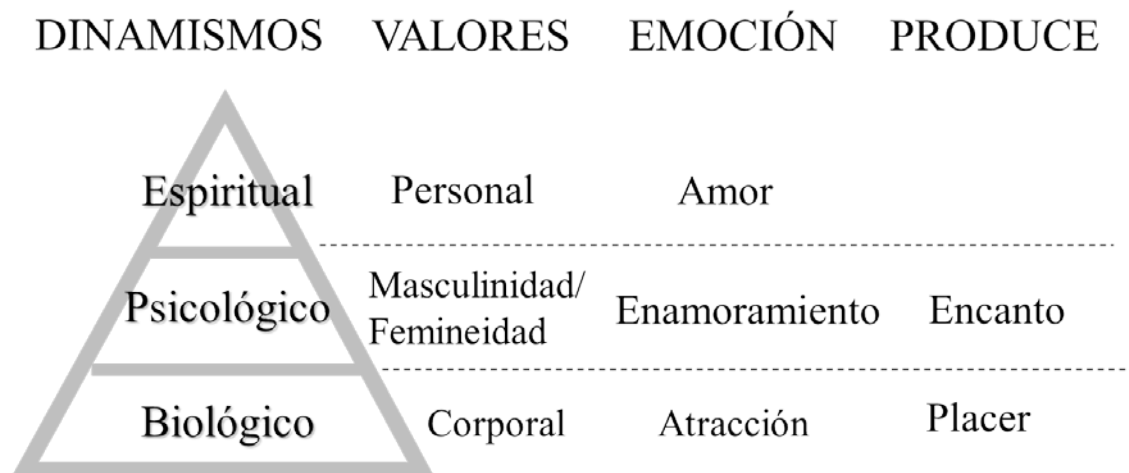 DINAMISMOS VALORES EMOCIÓN PRODUCE
Espiritual Personal Amor
Psicológico Masculinidad/
Femineidad Enamoramiento Encanto
Biológico Corporal Atracción Placer